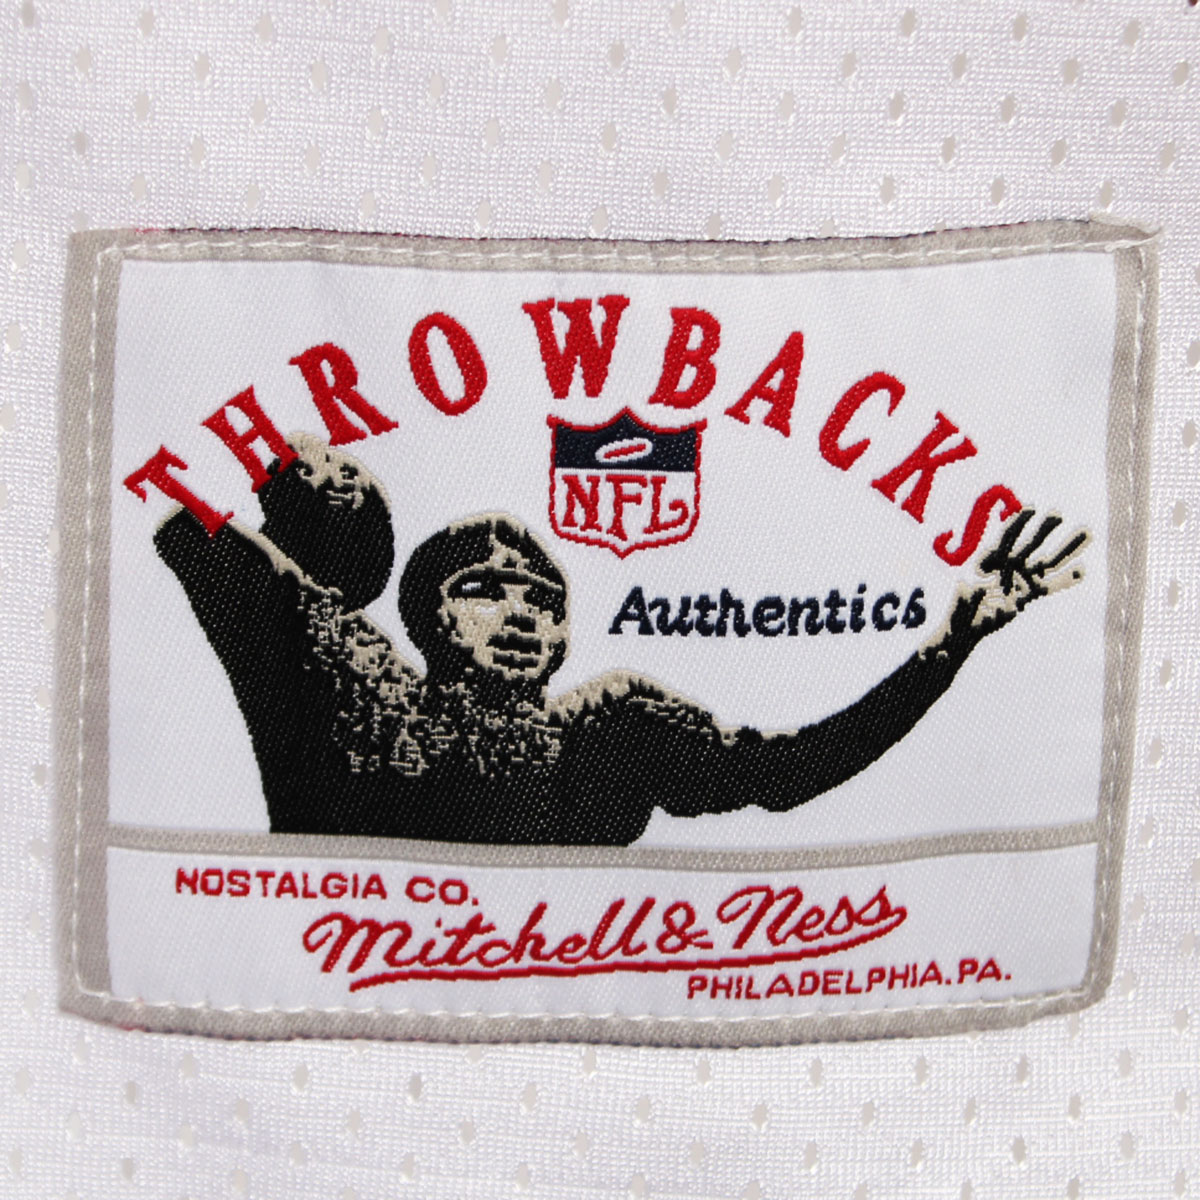 THROWBACKS
NFL
Authentics
NOSTALGIA CO.
Mitchell & Ness
PHILADELPHIA.PA.